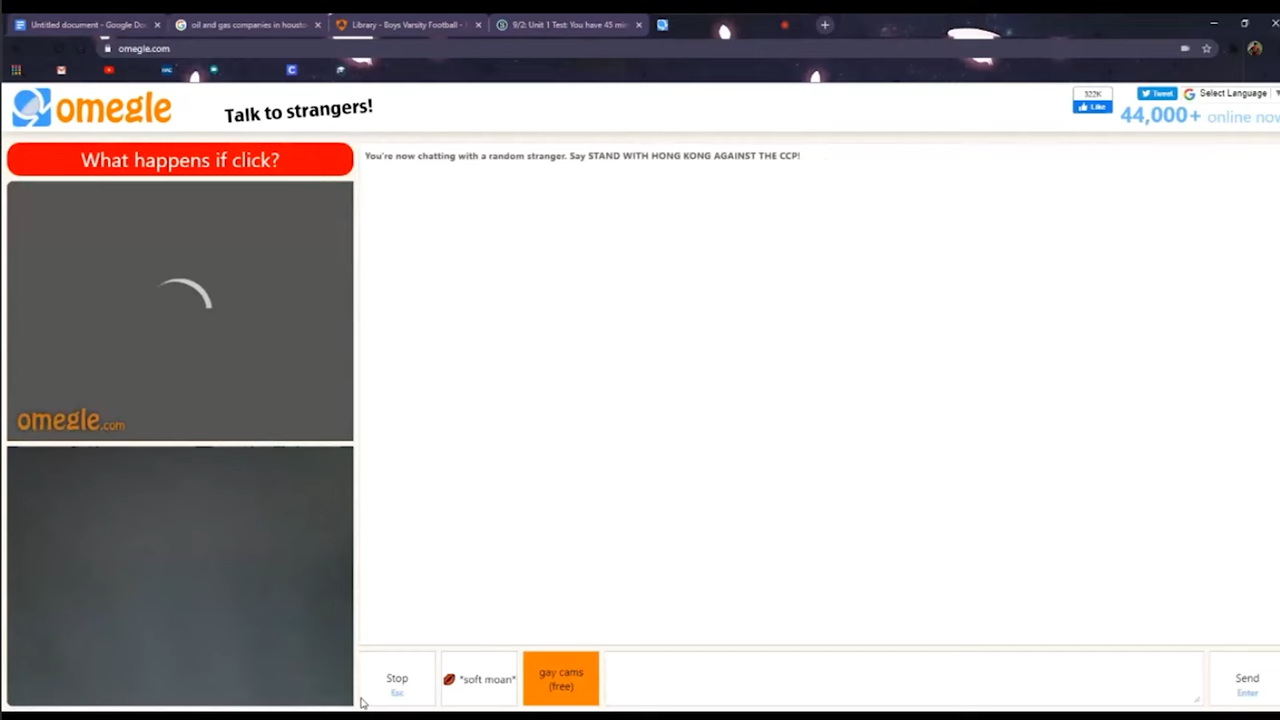 Untitled document - Google Do
oil and gas companies in housto
Library - Boys Varsity Football -
9/2: Unit 1 Test: You have 45 min
omegle.com
omegle
Talk to strangers!
322K
Like
Tweet
Select Language
44,000+ online now
What happens if click?
You're now chatting with a random stranger. Say STAND WITH HONG KONG AGAINST THE CCP!
omegle.com
Stop
Esc
*soft moan*
gay cams
(free)
Send
Enter